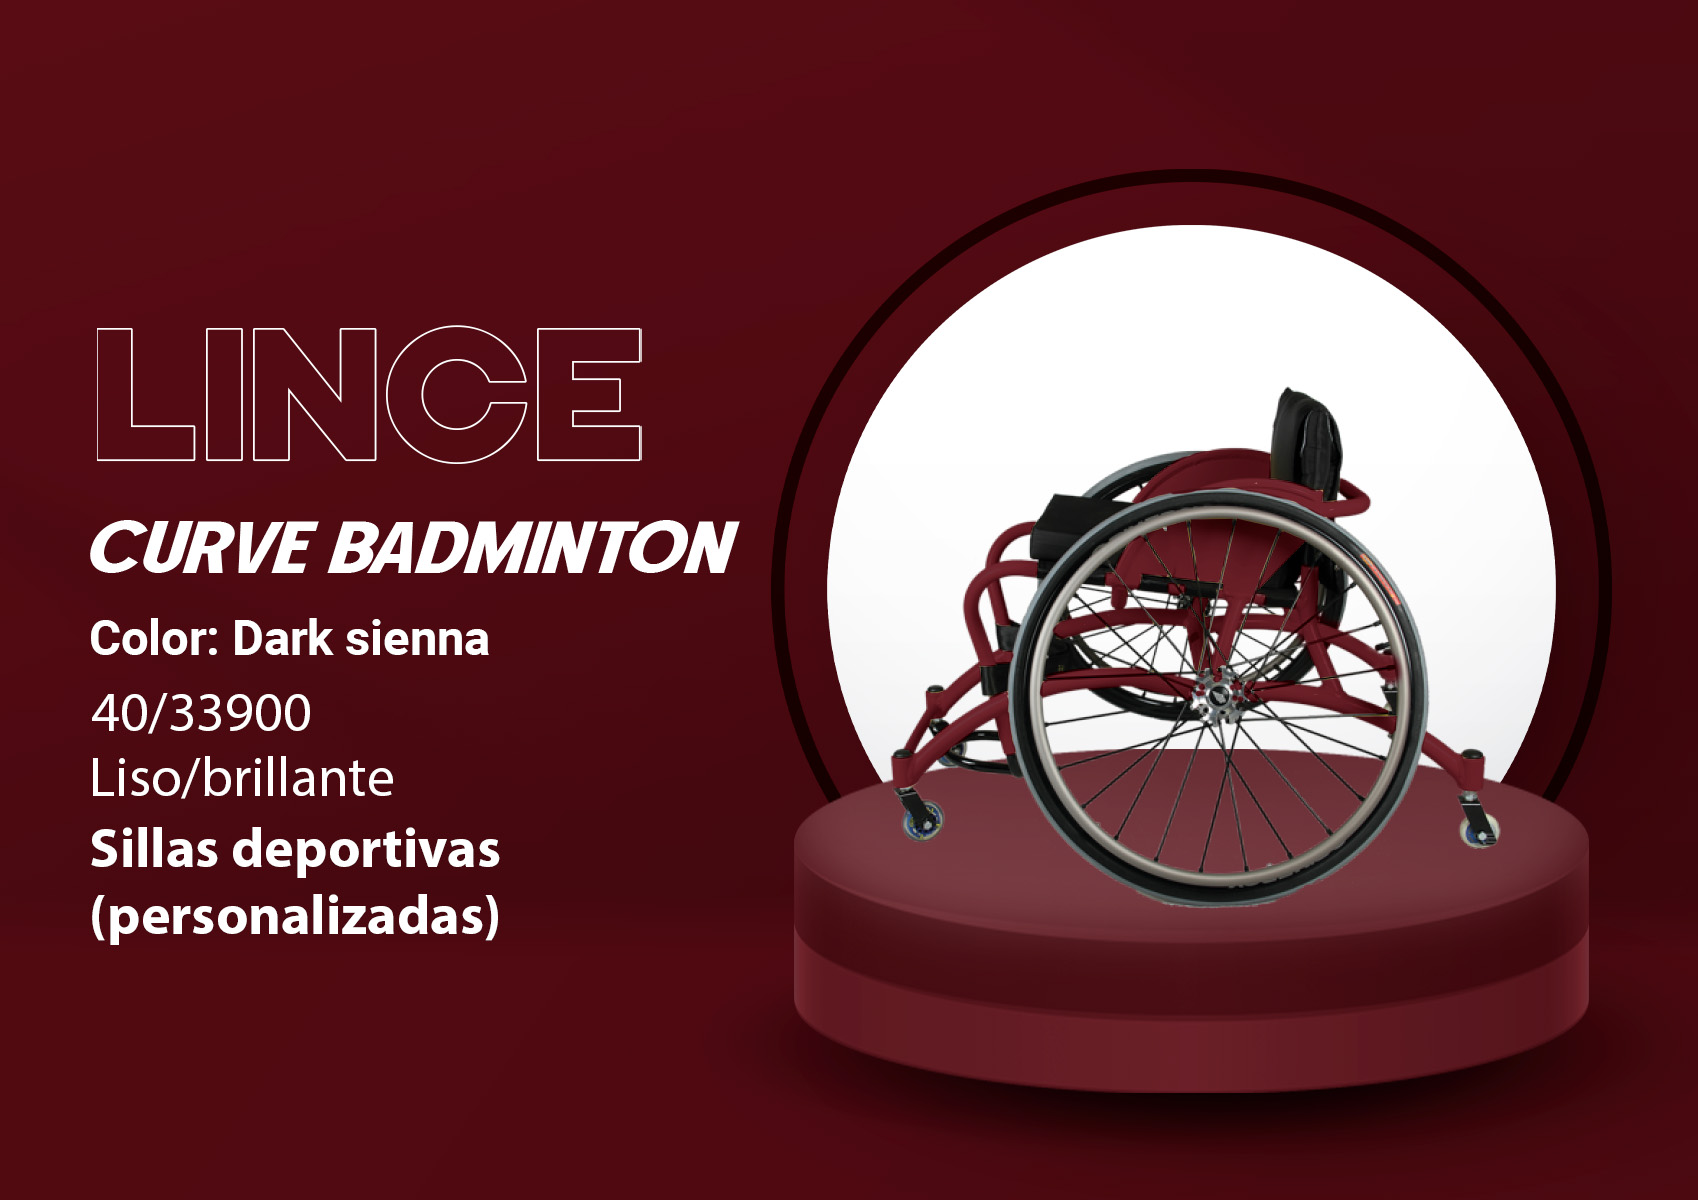 LINCE
CURVE BADMINTON
Color: Dark sienna
40/33900
Liso/brillante
Sillas deportivas
(personalizadas)